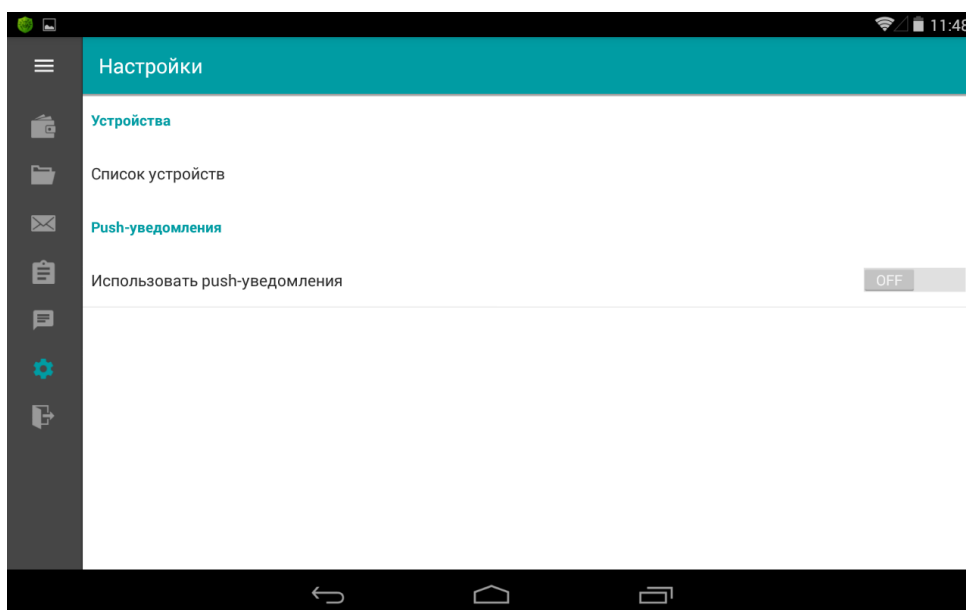 11:48
Настройки
Устройства
Список устройств
Push-уведомления
Использовать push-уведомления
OFF